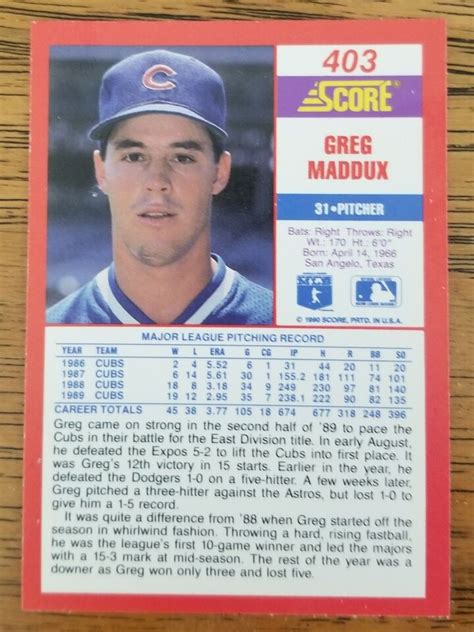 C
403
SCORE
GREG
MADDUX
31•PITCHER
Bats: Right Throws: Right
Wt.: 170 Ht.: 6'0"
Born: April 14, 1966
San Angelo, Texas
© 1990 SCORE, PRTD. IN U.S.A.
MAJOR LEAGUE PITCHING RECORD
YEAR TEAM W L ERA G CG IP H R BB SO
1986 CUBS 2 4 5.52 6 1 31 44 20 11 20
1987 CUBS 6 14 5.61 30 1 155.2 181 111 74 101
1988 CUBS 18 8 3.18 34 9 249 230 97 81 140
1989 CUBS 19 12 2.95 35 7 238.1 222 90 82 135
CAREER TOTALS 45 38 3.77 105 18 674 677 318 248 396
Greg came on strong in the second half of '89 to pace the
Cubs in their battle for the East Division title. In early August,
he defeated the Expos 5-2 to lift the Cubs into first place. It
was Greg's 12th victory in 15 starts. Earlier in the year, he
defeated the Dodgers 1-0 on a five-hitter. A few weeks later,
Greg pitched a three-hitter against the Astros, but lost 1-0 to
give him a 1-5 record.
It was quite a difference from '88 when Greg started off the
season in whirlwind fashion. Throwing a hard, rising fastball,
he was the league's first 10-game winner and led the majors
with a 15-3 mark at mid-season. The rest of the year was a
downer as Greg won only three and lost five.